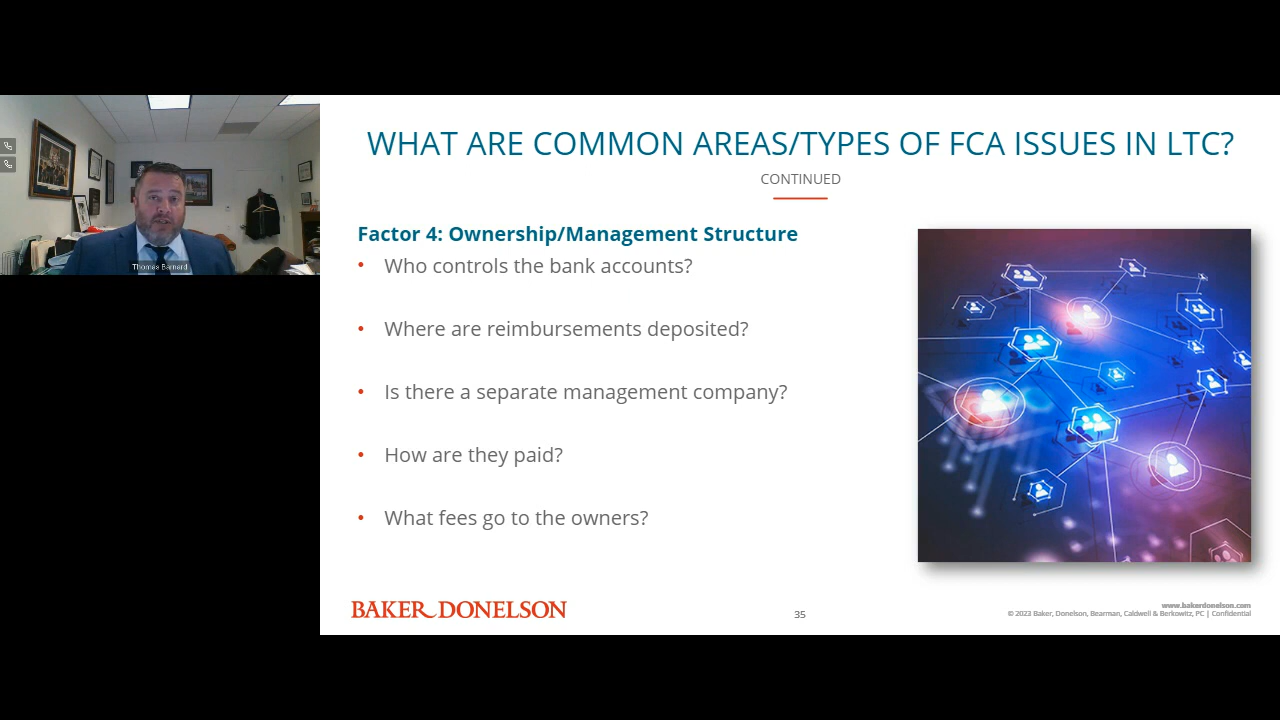 Thomas Barnard
WHAT ARE COMMON AREAS/TYPES OF FCA ISSUES IN LTC?
CONTINUED
Factor 4: Ownership/Management Structure
• Who controls the bank accounts?
• Where are reimbursements deposited?
• Is there a separate management company?
• How are they paid?
• What fees go to the owners?
BAKER DONELSON
35
www.bakerdonelson.com
© 2023 Baker, Donelson, Bearman, Caldwell & Berkowitz, PC | Confidential